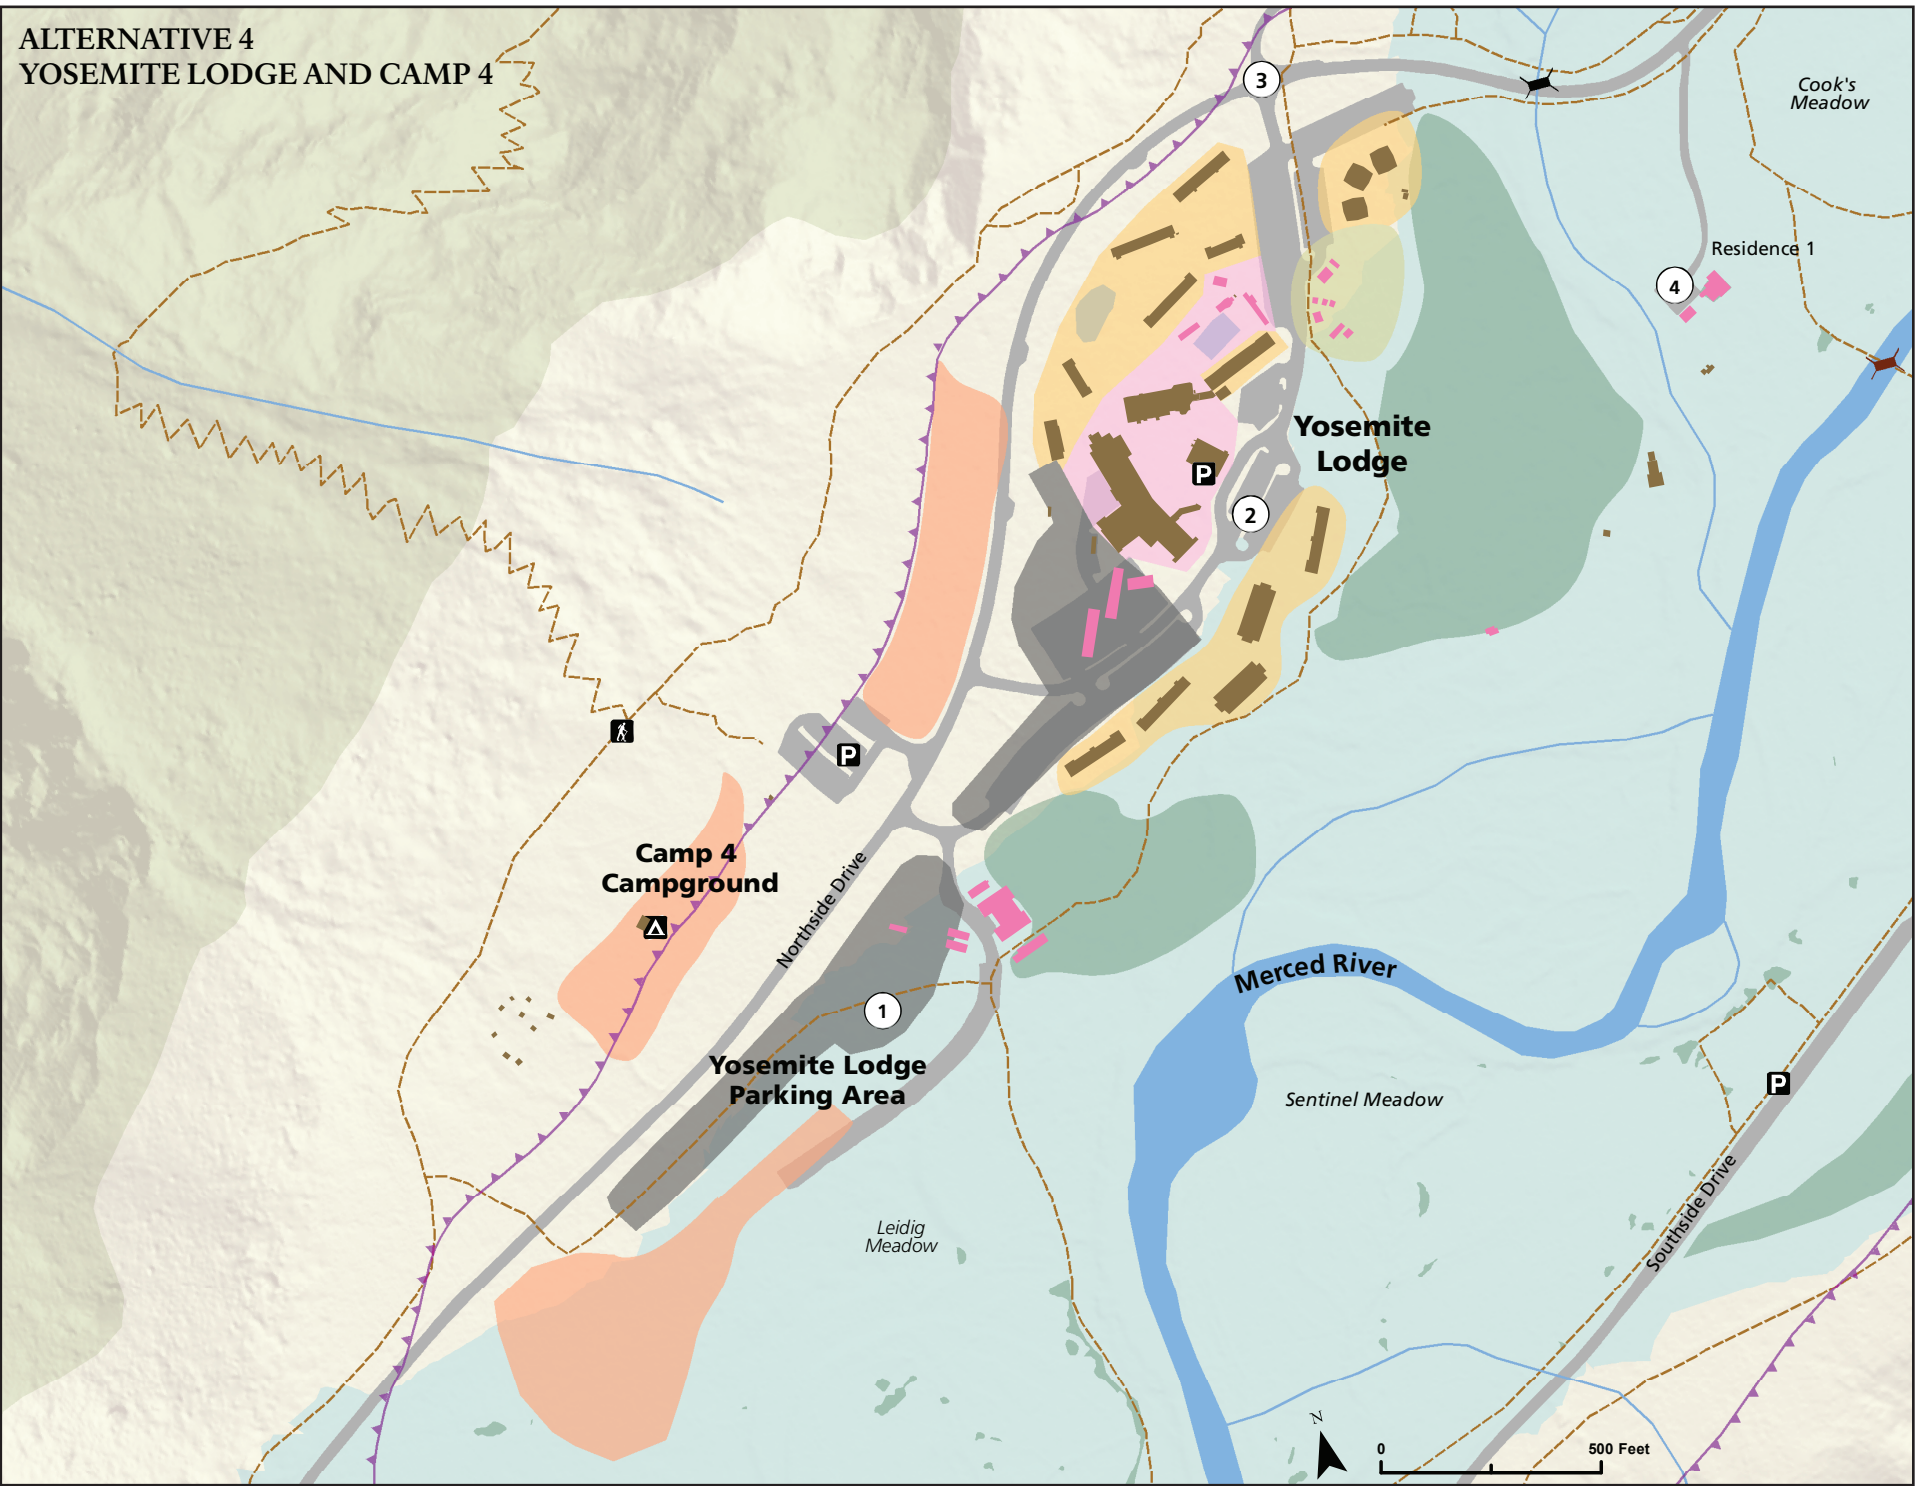 ALTERNATIVE 4
YOSEMITE LODGE AND CAMP 4
3
Cook's
Meadow
Residence 1
4
Yosemite
Lodge
P
2
P
Camp 4
Campground
Northside Drive
Merced River
1
Yosemite Lodge
Parking Area
Sentinel Meadow
P
Southside Drive
Leidig
Meadow
N
0
500 Feet